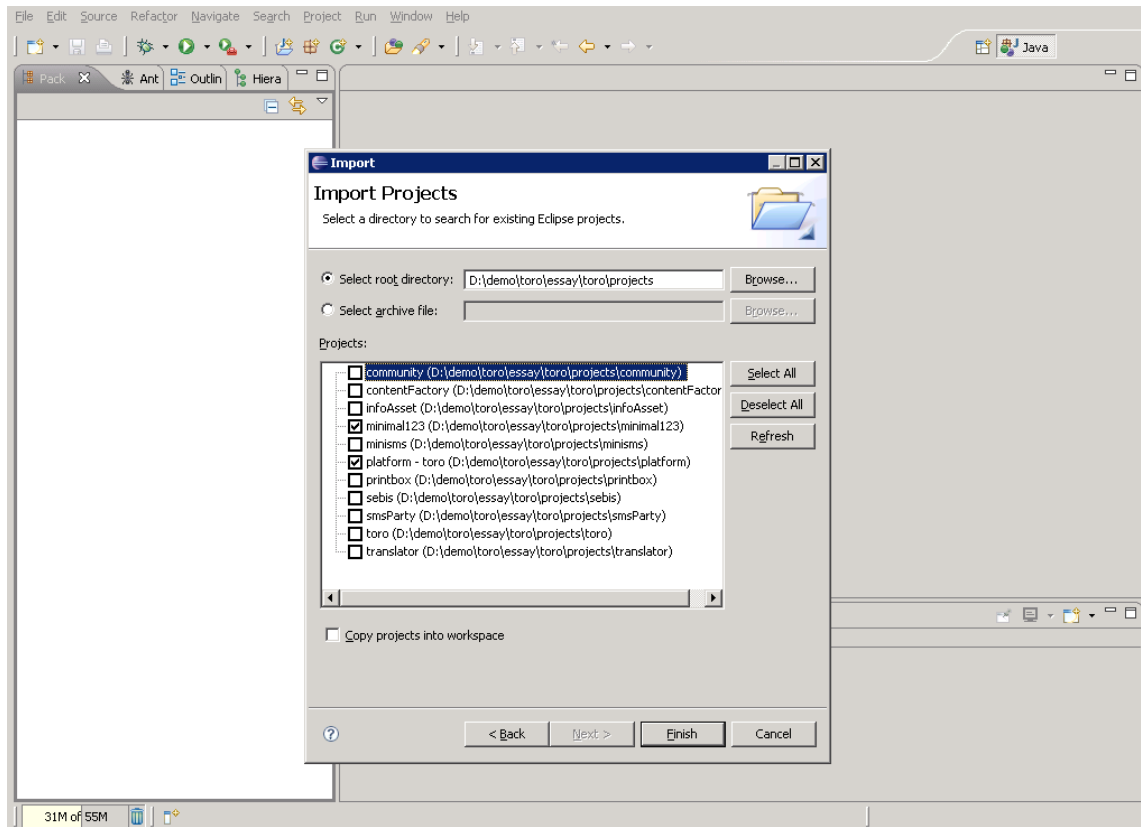 File Edit Source Refactor Navigate Search Project Run Window Help
Java
Pack Ant Outlin Hiera
Import
Import Projects
Select a directory to search for existing Eclipse projects.
Select root directory: D:\demo\toro\essay\toro\projects Browse...
Select archive file: Browse...
Projects:
community (D:\demo\toro\essay\toro\projects\community) Select All
contentFactory (D:\demo\toro\essay\toro\projects\contentFactor
infoAsset (D:\demo\toro\essay\toro\projects\infoAsset) Deselect All
minimal123 (D:\demo\toro\essay\toro\projects\minimal123)
minisms (D:\demo\toro\essay\toro\projects\minisms) Refresh
platform - toro (D:\demo\toro\essay\toro\projects\platform)
printbox (D:\demo\toro\essay\toro\projects\printbox)
sebis (D:\demo\toro\essay\toro\projects\sebis)
smsParty (D:\demo\toro\essay\toro\projects\smsParty)
toro (D:\demo\toro\essay\toro\projects\toro)
translator (D:\demo\toro\essay\toro\projects\translator)
Copy projects into workspace
? < Back Next > Finish Cancel
31M of 55M